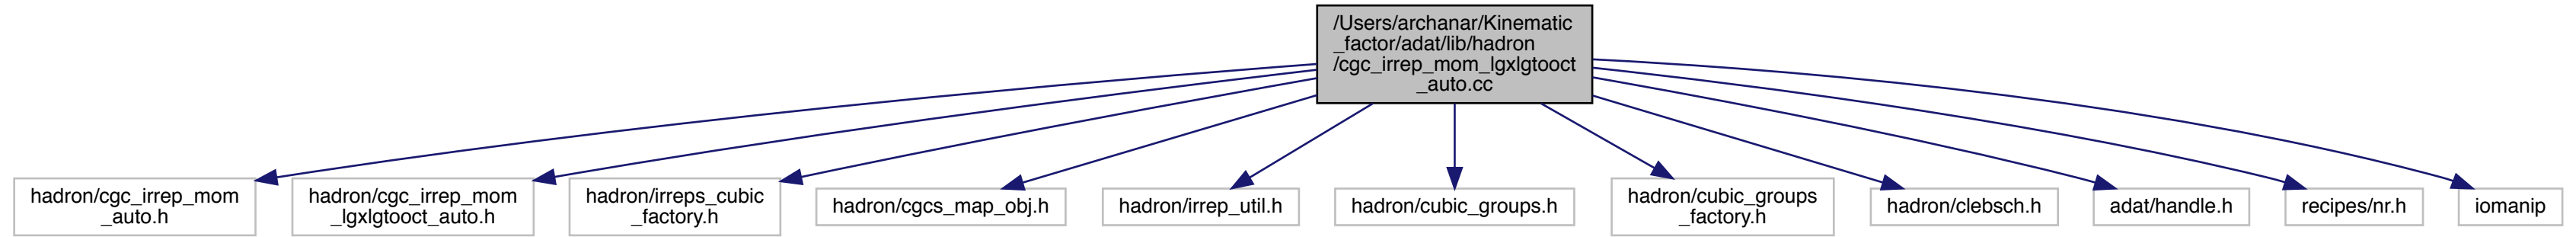 /Users/archanar/Kinematic
_factor/adat/lib/hadron
/cgc_irrep_mom_lgxlgtooct
_auto.cc
hadron/cgc_irrep_mom
_auto.h
hadron/cgc_irrep_mom
_lgxlgtooct_auto.h
hadron/irreps_cubic
_factory.h
hadron/cgcs_map_obj.h
hadron/irrep_util.h
hadron/cubic_groups.h
hadron/cubic_groups
_factory.h
hadron/clebsch.h
adat/handle.h
recipes/nr.h
iomanip